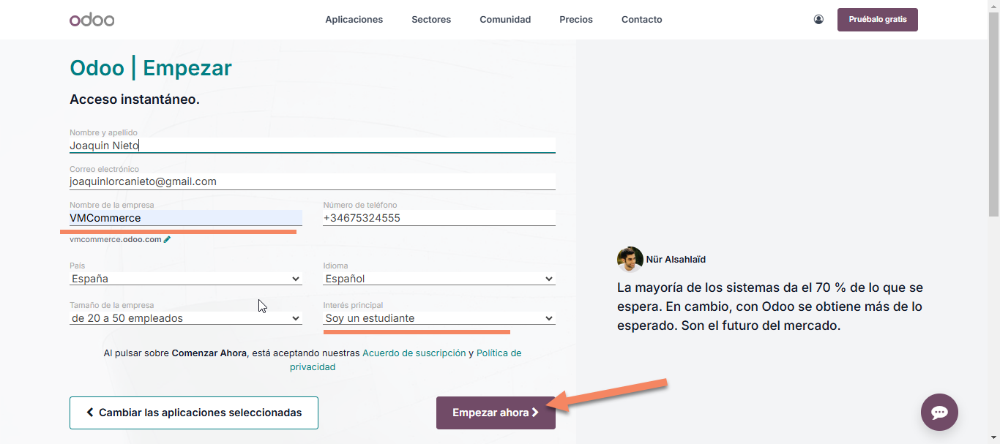 odoo
Aplicaciones Sectores Comunidad Precios Contacto
Pruébalo gratis
Odoo | Empezar
Acceso instantáneo.
Nombre y apellido
Joaquin Nieto
Correo electrónico
joaquinlorcanieto@gmail.com
Nombre de la empresa
VMCommerce
vmcommerce.odoo.com
Número de teléfono
+34675324555
País
España
Idioma
Español
Tamaño de la empresa
de 20 a 50 empleados
Interés principal
Soy un estudiante
Al pulsar sobre Comenzar Ahora, está aceptando nuestras Acuerdo de suscripción y Política de
privacidad
Cambiar las aplicaciones seleccionadas
Empezar ahora
Nür Alsahlaïd
La mayoría de los sistemas da el 70 % de lo que se
espera. En cambio, con Odoo se obtiene más de lo
esperado. Son el futuro del mercado.